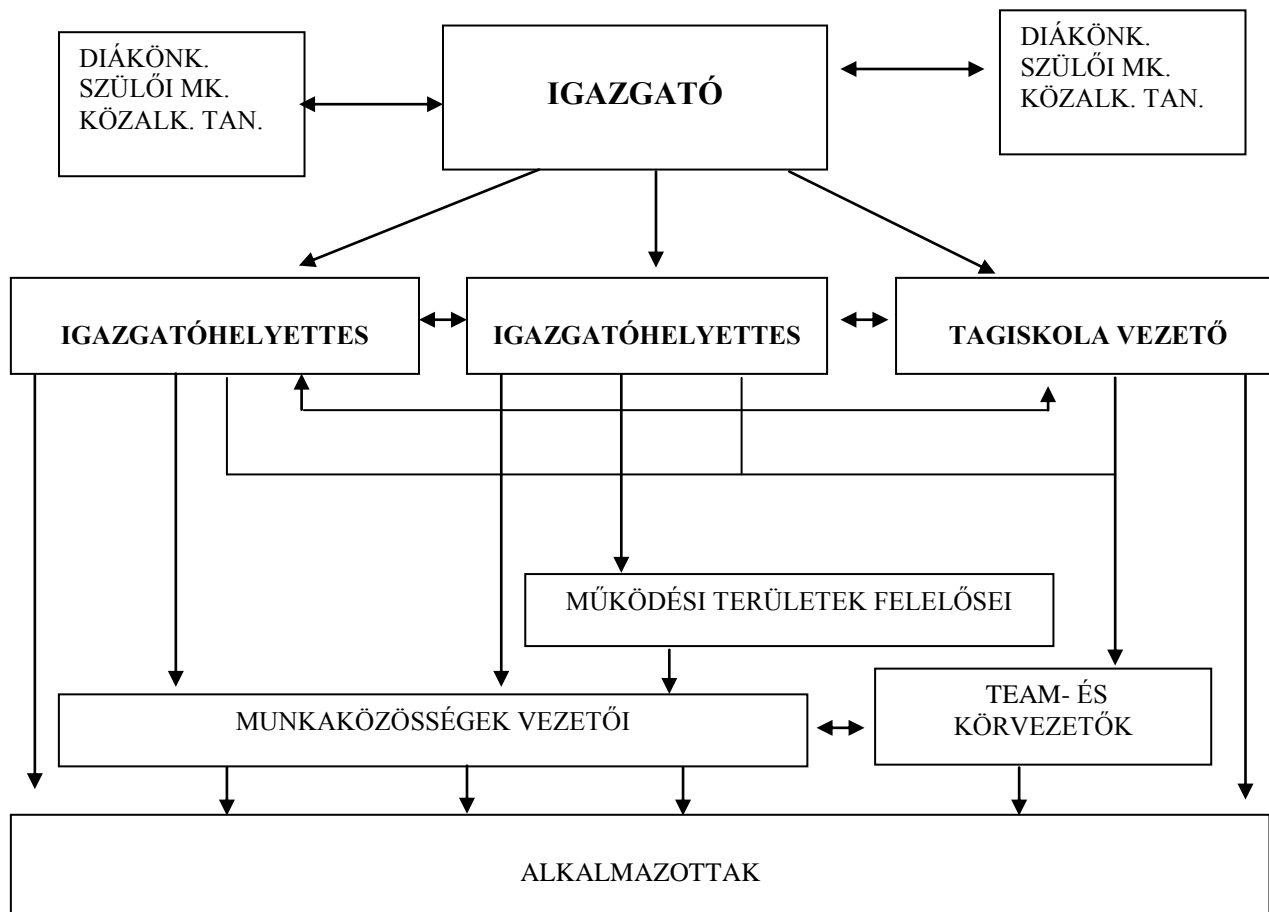 DIÁKÖNK.
SZÜLŐI MK.
KÖZALK. TAN.
IGAZGATÓ
DIÁKÖNK.
SZÜLŐI MK.
KÖZALK. TAN.
IGAZGATÓHELYETTES
IGAZGATÓHELYETTES
TAGISKOLA VEZETŐ
MŰKÖDÉSI TERÜLETEK FELELŐSEI
MUNKAKÖZÖSSÉGEK VEZETŐI
TEAM- ÉS
KÖRVEZETŐK
ALKALMAZOTTAK